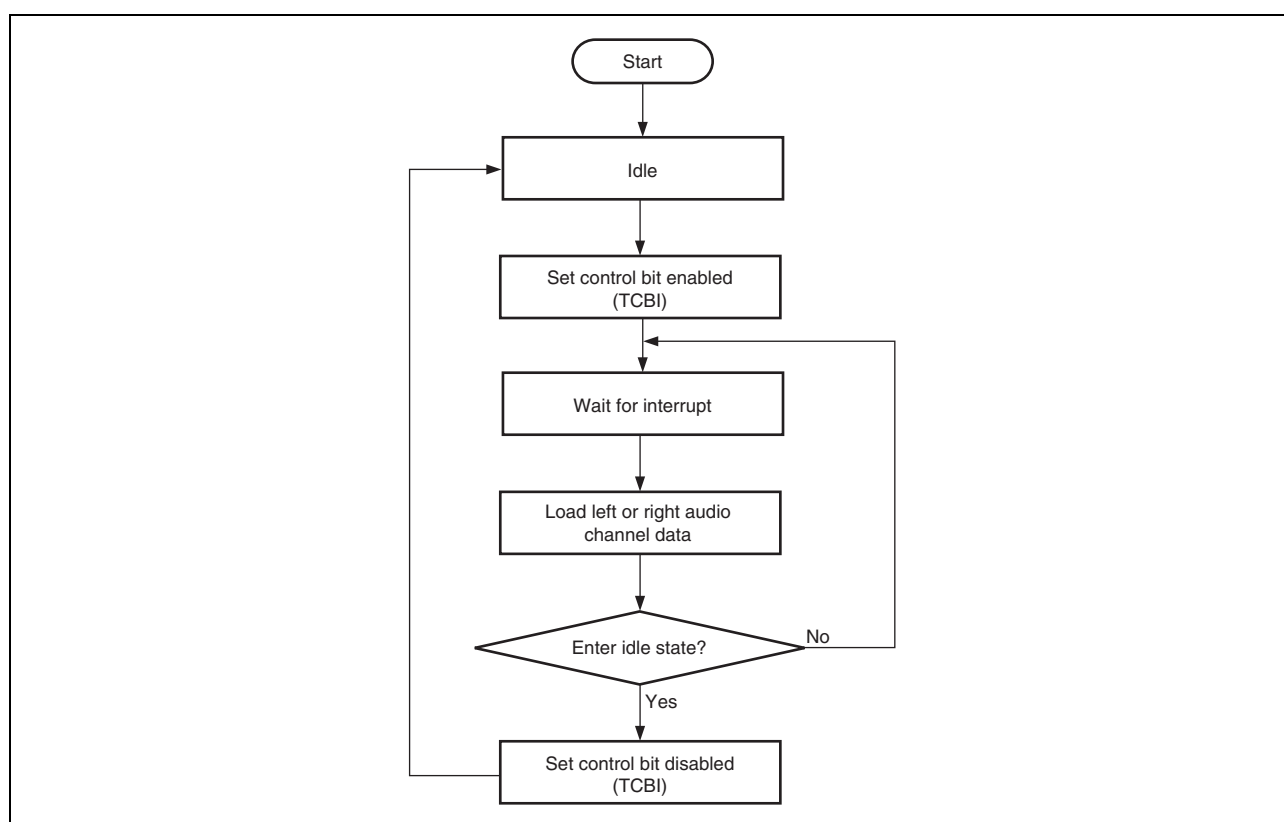 Start
Idle
Set control bit enabled
(TCBI)
Wait for interrupt
Load left or right audio
channel data
Enter idle state?
No
Yes
Set control bit disabled
(TCBI)